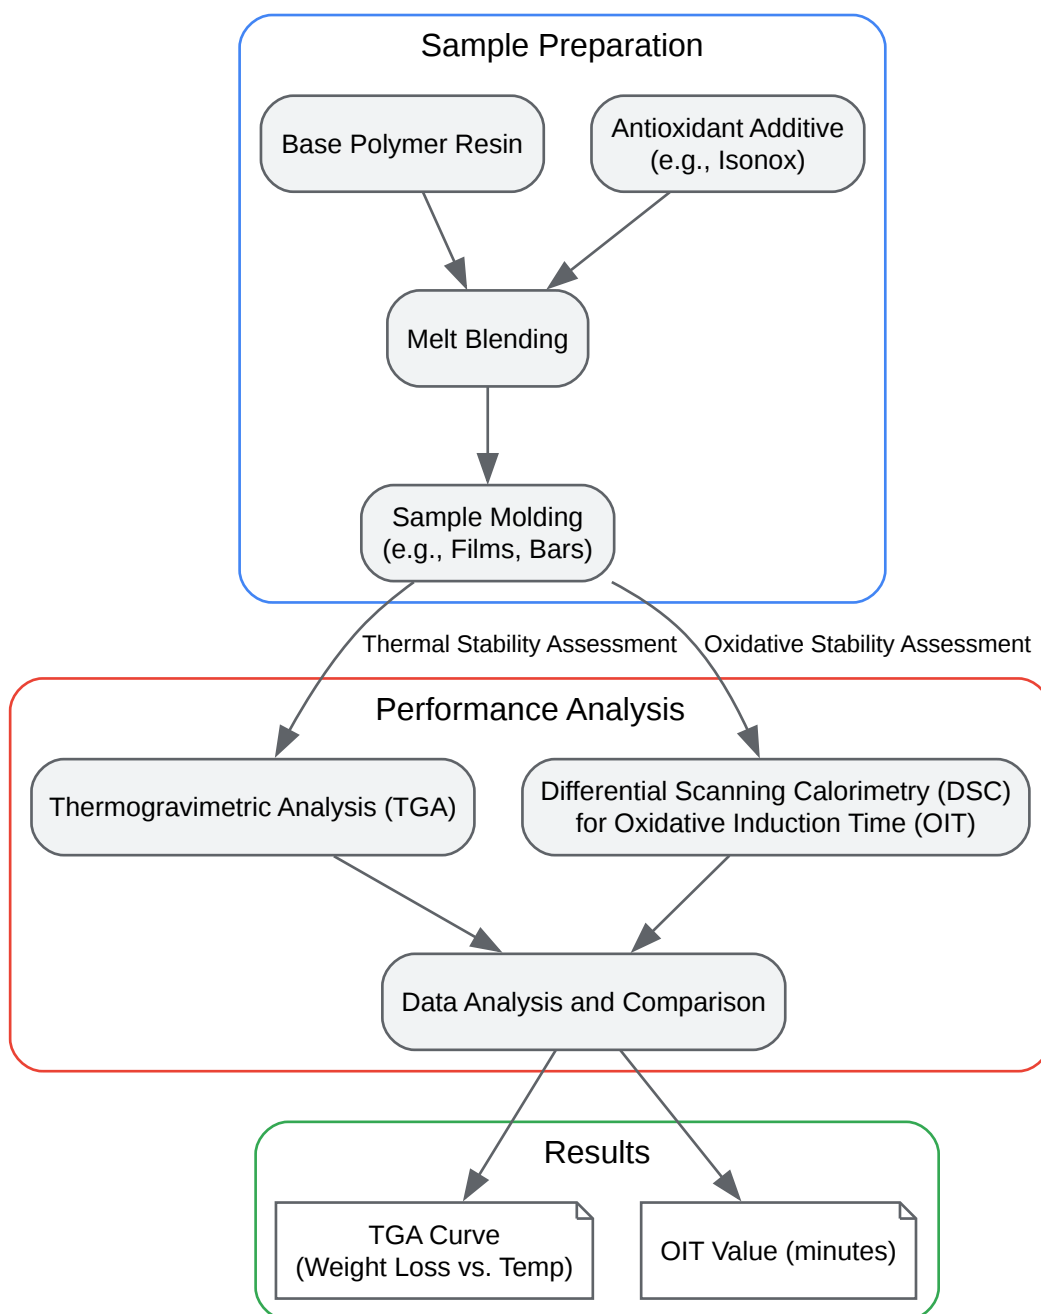 Sample Preparation
Base Polymer Resin
Antioxidant Additive
(e.g., Isonox)
Melt Blending
Sample Molding
(e.g., Films, Bars)
Thermal Stability Assessment
Oxidative Stability Assessment
Performance Analysis
Thermogravimetric Analysis (TGA)
Differential Scanning Calorimetry (DSC)
for Oxidative Induction Time (OIT)
Data Analysis and Comparison
Results
TGA Curve
(Weight Loss vs. Temp)
OIT Value (minutes)